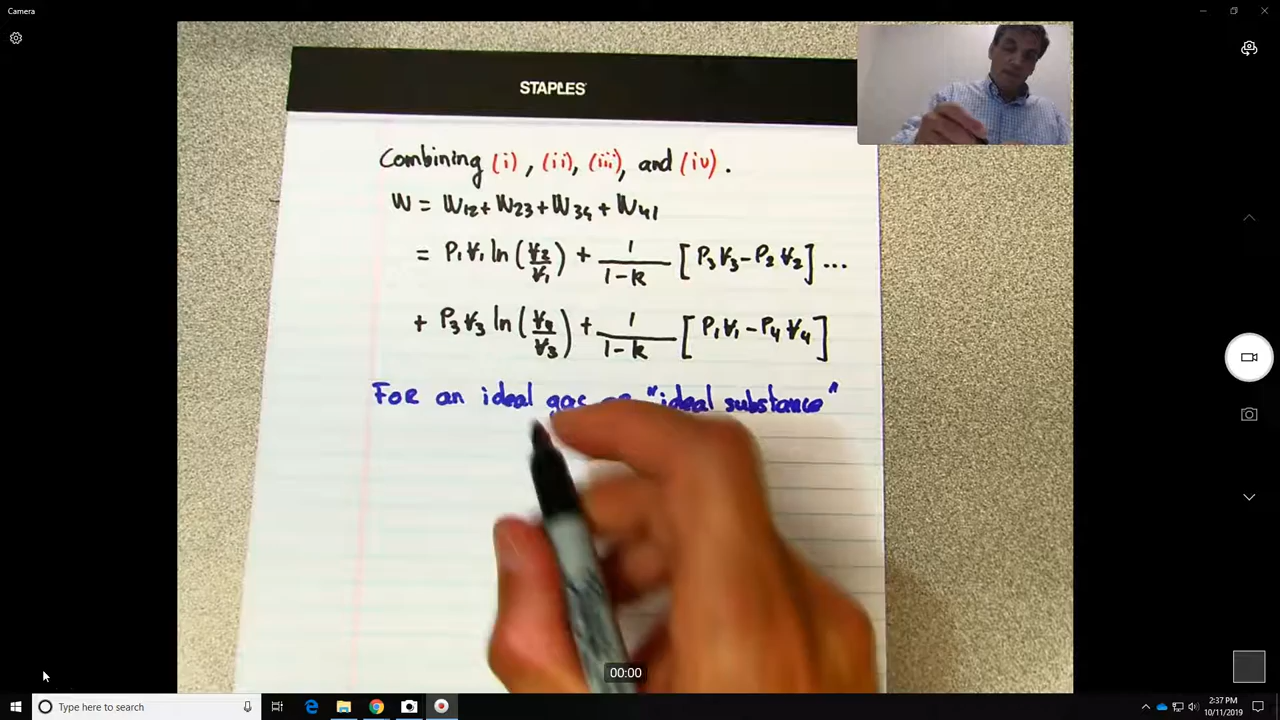 Camera
STAPLES
Combining (i), (ii), (iii), and (iv).
W = W12 + W23 + W34 + W41
= P1V1 ln(V2/V1) + 1/(1-k) [P3V3 - P2V2] ...
+ P3V3 ln(V4/V3) + 1/(1-k) [P1V1 - P4V4]
For an ideal gas "ideal substance"
00:00
Type here to search
2:37 PM
10/11/2019